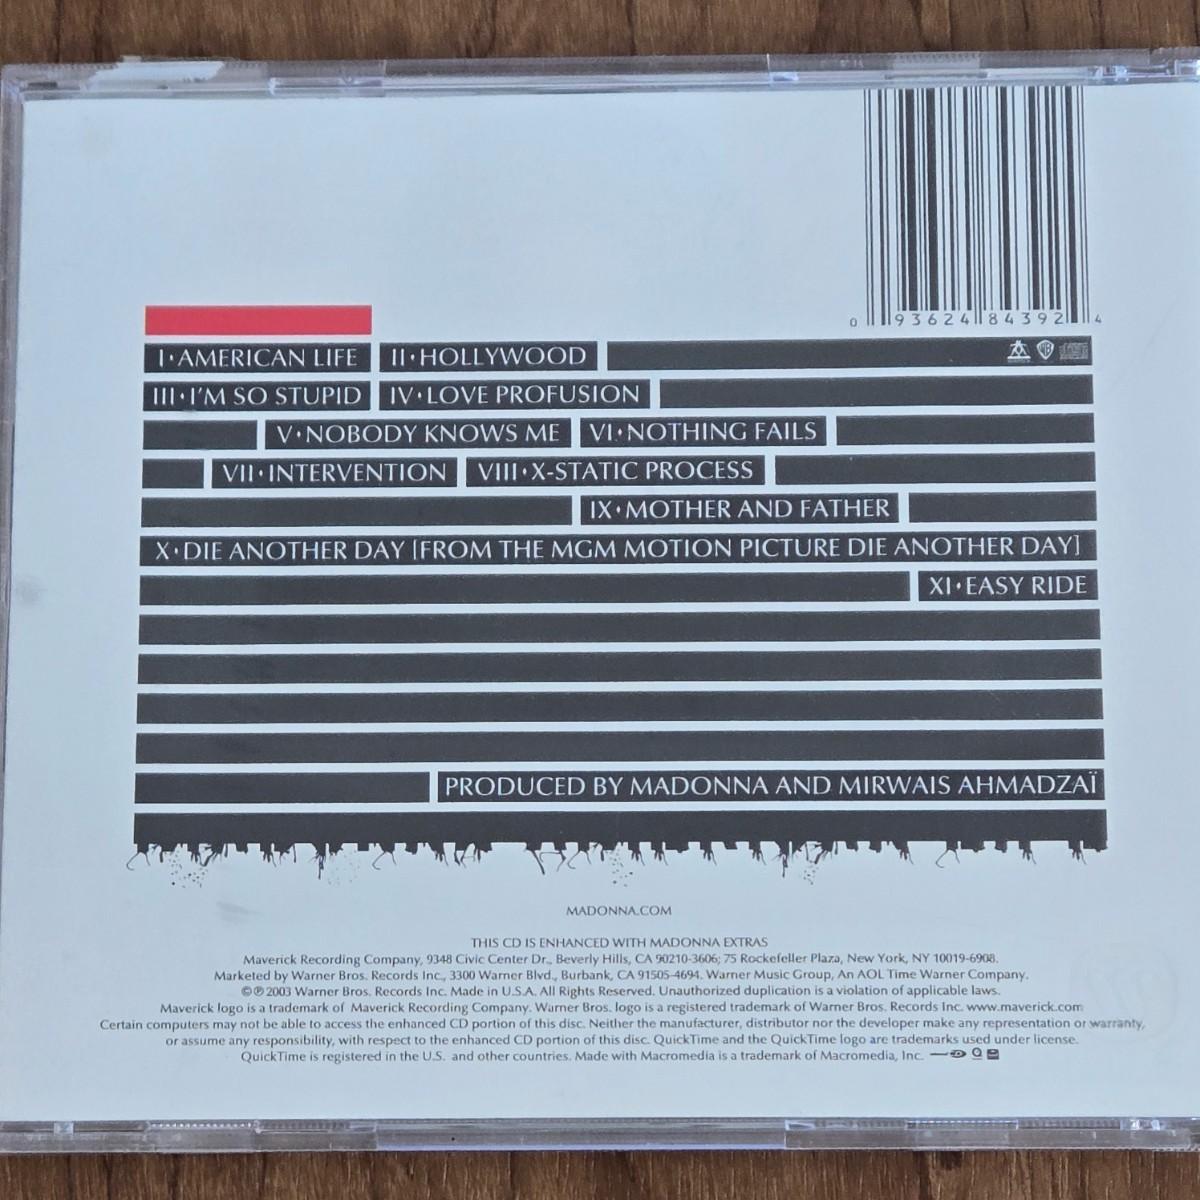 0 93624 84392 4
I•AMERICAN LIFE II•HOLLYWOOD
III•I'M SO STUPID IV•LOVE PROFUSION
V•NOBODY KNOWS ME VI•NOTHING FAILS
VII•INTERVENTION VIII•X-STATIC PROCESS
IX•MOTHER AND FATHER
X•DIE ANOTHER DAY [FROM THE MGM MOTION PICTURE DIE ANOTHER DAY]
XI•EASY RIDE
PRODUCED BY MADONNA AND MIRWAIS AHMADZAÏ
MADONNA.COM
THIS CD IS ENHANCED WITH MADONNA EXTRAS
Maverick Recording Company, 9348 Civic Center Dr., Beverly Hills, CA 90210-3606; 75 Rockefeller Plaza, New York, NY 10019-6908.
Marketed by Warner Bros. Records Inc., 3300 Warner Blvd., Burbank, CA 91505-4694. Warner Music Group, An AOL Time Warner Company.
©℗2003 Warner Bros. Records Inc. Made in U.S.A. All Rights Reserved. Unauthorized duplication is a violation of applicable laws.
Maverick logo is a trademark of Maverick Recording Company. Warner Bros. logo is a registered trademark of Warner Bros. Records Inc. www.maverick.com
Certain computers may not be able to access the enhanced CD portion of this disc. Neither the manufacturer, distributor nor the developer make any representation or warranty,
or assume any responsibility, with respect to the enhanced CD portion of this disc. QuickTime and the QuickTime logo are trademarks used under license.
QuickTime is registered in the U.S. and other countries. Made with Macromedia is a trademark of Macromedia, Inc.